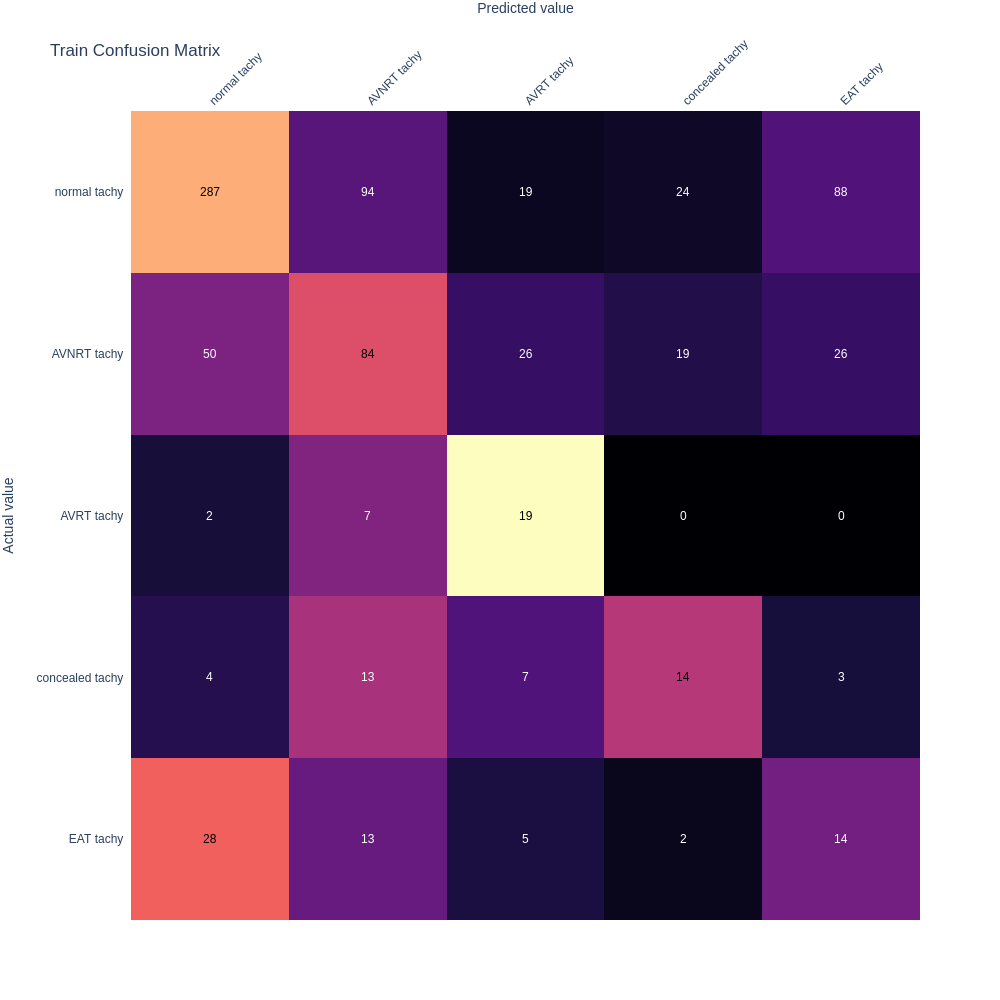 Predicted value
Train Confusion Matrix
normal tachy AVNRT tachy AVRT tachy concealed tachy EAT tachy
normal tachy 287 94 19 24 88
AVNRT tachy 50 84 26 19 26
Actual value
AVRT tachy 2 7 19 0 0
concealed tachy 4 13 7 14 3
EAT tachy 28 13 5 2 14